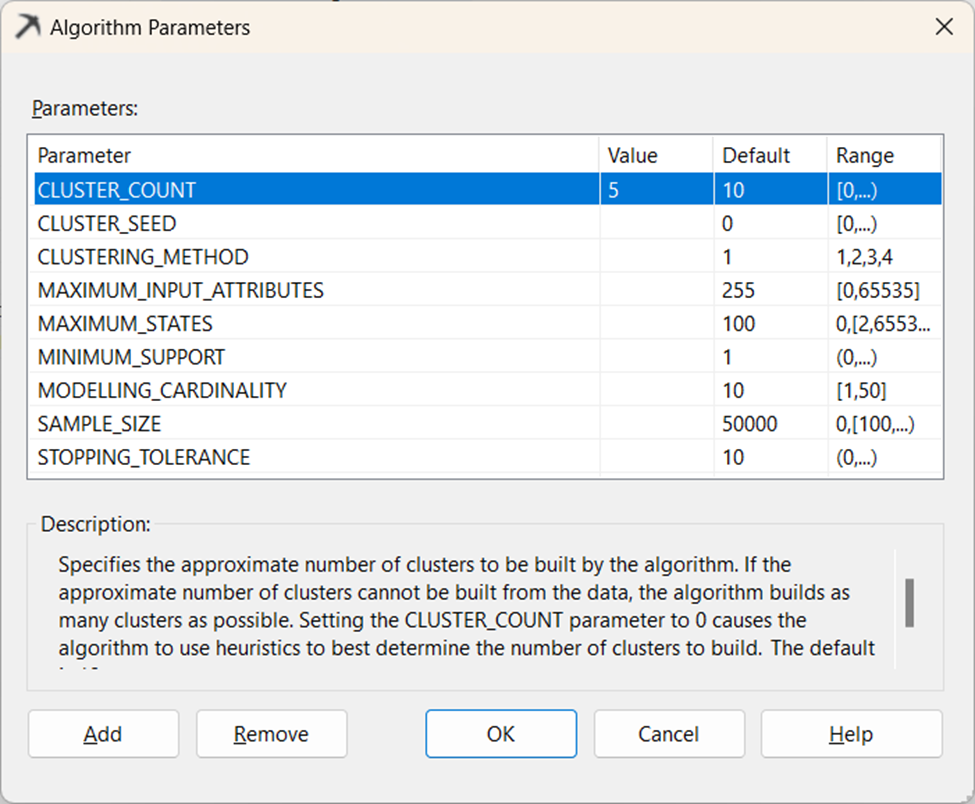 Algorithm Parameters
Parameters:
Parameter Value Default Range
CLUSTER_COUNT 5 10 [0,...)
CLUSTER_SEED 0 [0,...)
CLUSTERING_METHOD 1 1,2,3,4
MAXIMUM_INPUT_ATTRIBUTES 255 [0,65535]
MAXIMUM_STATES 100 0,[2,6553...
MINIMUM_SUPPORT 1 (0,...)
MODELLING_CARDINALITY 10 [1,50]
SAMPLE_SIZE 50000 0,[100,...)
STOPPING_TOLERANCE 10 (0,...)
Description:
Specifies the approximate number of clusters to be built by the algorithm. If the
approximate number of clusters cannot be built from the data, the algorithm builds as
many clusters as possible. Setting the CLUSTER_COUNT parameter to 0 causes the
algorithm to use heuristics to best determine the number of clusters to build. The default
Add Remove OK Cancel Help